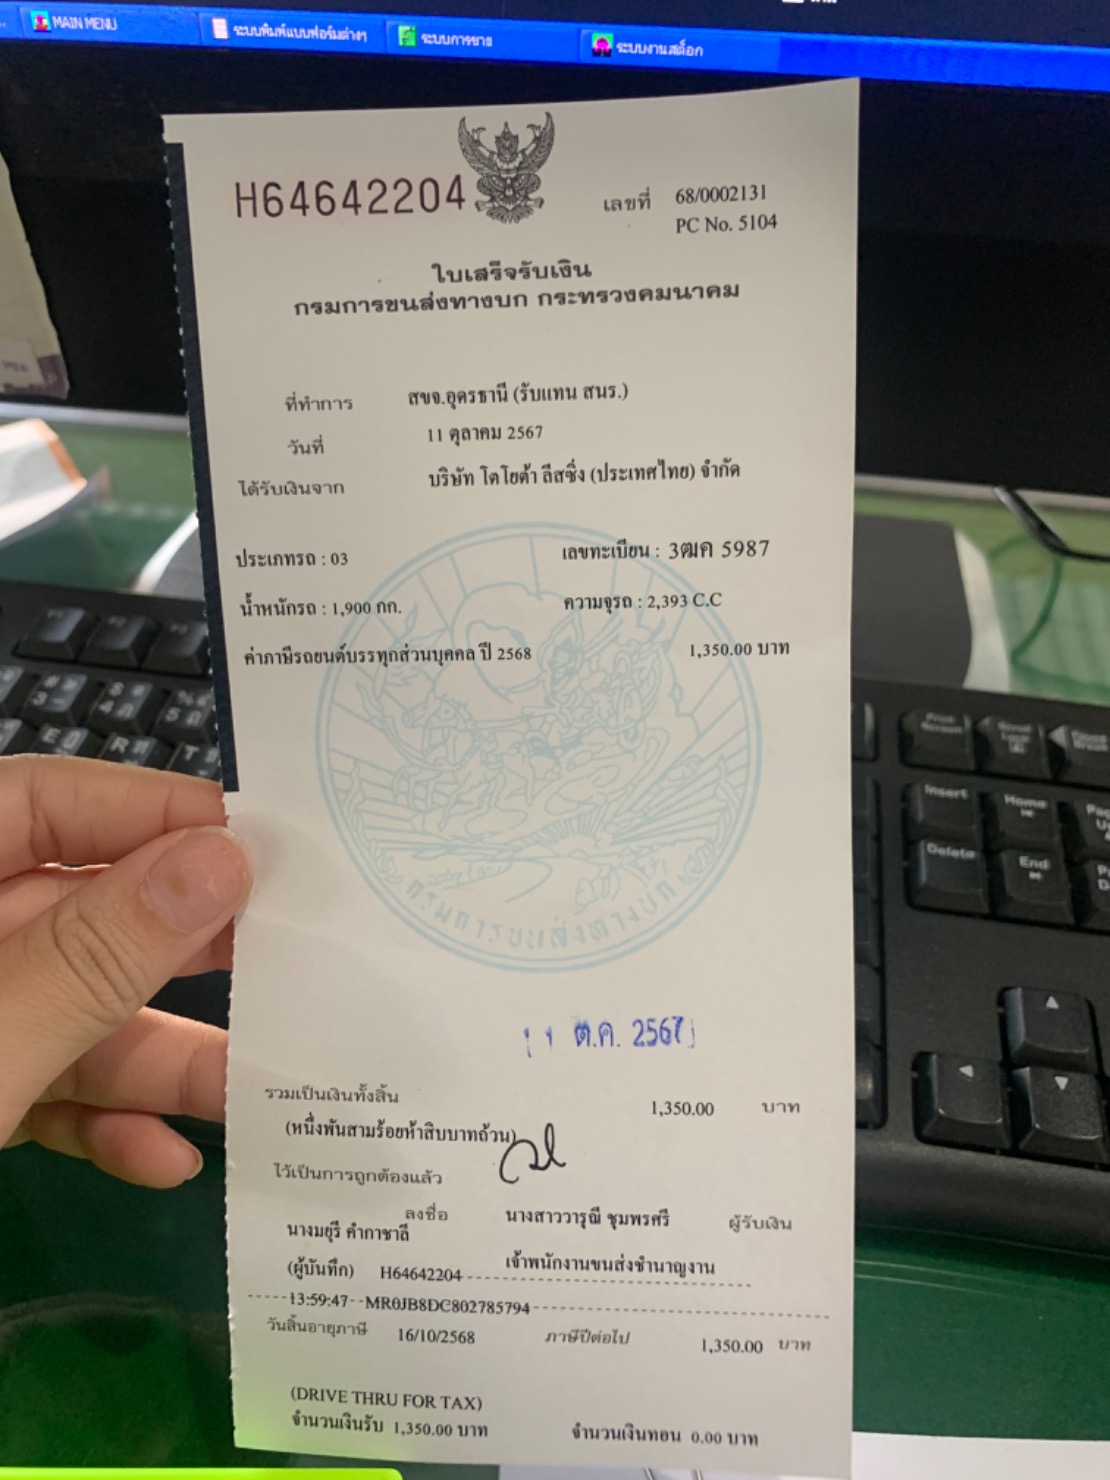 MAIN MENU
ระบบพิมพ์แบบฟอร์มต่างๆ
ระบบการขาย
ระบบงานสต็อก
H64642204
เลขที่ 68/0002131
PC No. 5104
ใบเสร็จรับเงิน
กรมการขนส่งทางบก กระทรวงคมนาคม
ที่ทำการ สขจ.อุดรธานี (รับแทน สนร.)
วันที่ 11 ตุลาคม 2567
ได้รับเงินจาก บริษัท โตโยต้า ลีสซิ่ง (ประเทศไทย) จำกัด
ประเภทรถ : 03 เลขทะเบียน : 3ฒค 5987
น้ำหนักรถ : 1,900 กก. ความจุรถ : 2,393 C.C
ค่าภาษีรถยนต์บรรทุกส่วนบุคคล ปี 2568 1,350.00 บาท
กรมการขนส่งทางบก
11 ต.ค. 2567
รวมเป็นเงินทั้งสิ้น 1,350.00 บาท
(หนึ่งพันสามร้อยห้าสิบบาทถ้วน)
ไว้เป็นการถูกต้องแล้ว
ลงชื่อ นางสาววารุณี ชุมพรศรี ผู้รับเงิน
นางมยุรี คำกาชาลี
(ผู้บันทึก) H64642204 เจ้าพนักงานขนส่งชำนาญงาน
13:59:47--MR0JB8DC802785794
วันสิ้นอายุภาษี 16/10/2568 ภาษีปีต่อไป 1,350.00 บาท
(DRIVE THRU FOR TAX)
จำนวนเงินรับ 1,350.00 บาท จำนวนเงินทอน 0.00 บาท
Print Screen
Insert
Home
Delete
End